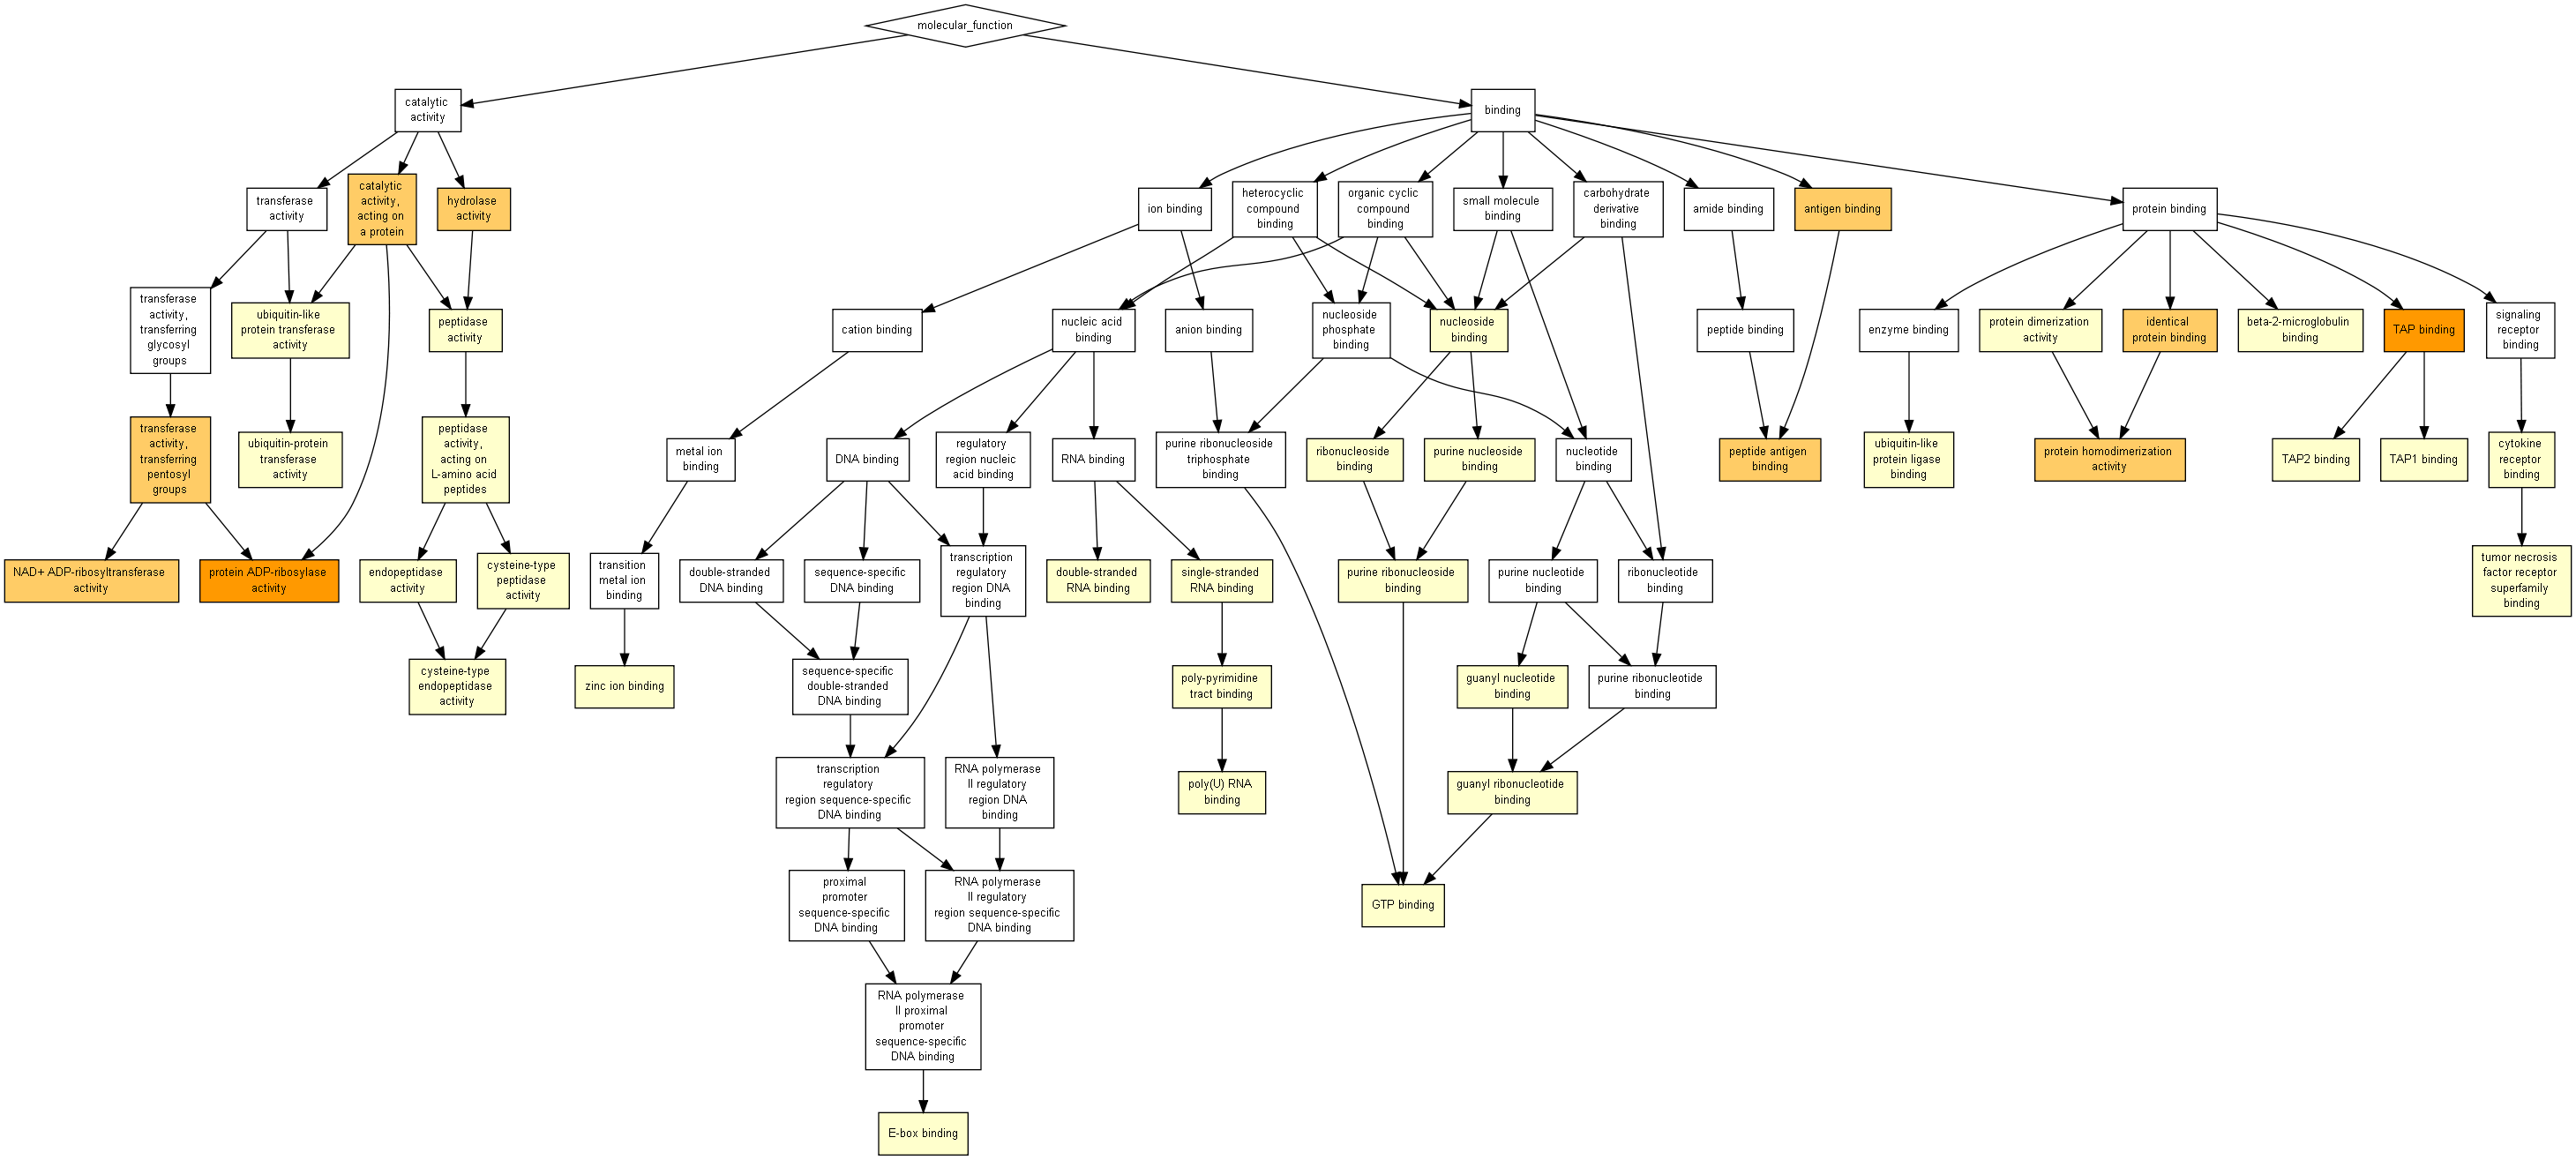 molecular_function
catalytic
activity
binding
transferase
activity
catalytic
activity,
acting on
a protein
hydrolase
activity
ion binding
heterocyclic
compound
binding
organic cyclic
compound
binding
small molecule
binding
carbohydrate
derivative
binding
amide binding
antigen binding
protein binding
transferase
activity,
transferring
glycosyl
groups
ubiquitin-like
protein transferase
activity
peptidase
activity
cation binding
nucleic acid
binding
anion binding
nucleoside
phosphate
binding
nucleoside
binding
peptide binding
enzyme binding
protein dimerization
activity
identical
protein binding
beta-2-microglobulin
binding
TAP binding
signaling
receptor
binding
transferase
activity,
transferring
pentosyl
groups
ubiquitin-protein
transferase
activity
peptidase
activity,
acting on
L-amino acid
peptides
metal ion
binding
DNA binding
regulatory
region nucleic
acid binding
RNA binding
purine ribonucleoside
triphosphate
binding
ribonucleoside
binding
purine nucleoside
binding
nucleotide
binding
peptide antigen
binding
ubiquitin-like
protein ligase
binding
protein homodimerization
activity
TAP2 binding
TAP1 binding
cytokine
receptor
binding
NAD+ ADP-ribosyltransferase
activity
protein ADP-ribosylase
activity
endopeptidase
activity
cysteine-type
peptidase
activity
transition
metal ion
binding
double-stranded
DNA binding
sequence-specific
DNA binding
transcription
regulatory
region DNA
binding
double-stranded
RNA binding
single-stranded
RNA binding
purine ribonucleoside
binding
purine nucleotide
binding
ribonucleotide
binding
tumor necrosis
factor receptor
superfamily
binding
cysteine-type
endopeptidase
activity
zinc ion binding
sequence-specific
double-stranded
DNA binding
poly-pyrimidine
tract binding
guanyl nucleotide
binding
purine ribonucleotide
binding
transcription
regulatory
region sequence-specific
DNA binding
RNA polymerase
II regulatory
region DNA
binding
poly(U) RNA
binding
guanyl ribonucleotide
binding
proximal
promoter
sequence-specific
DNA binding
RNA polymerase
II regulatory
region sequence-specific
DNA binding
GTP binding
RNA polymerase
II proximal
promoter
sequence-specific
DNA binding
E-box binding